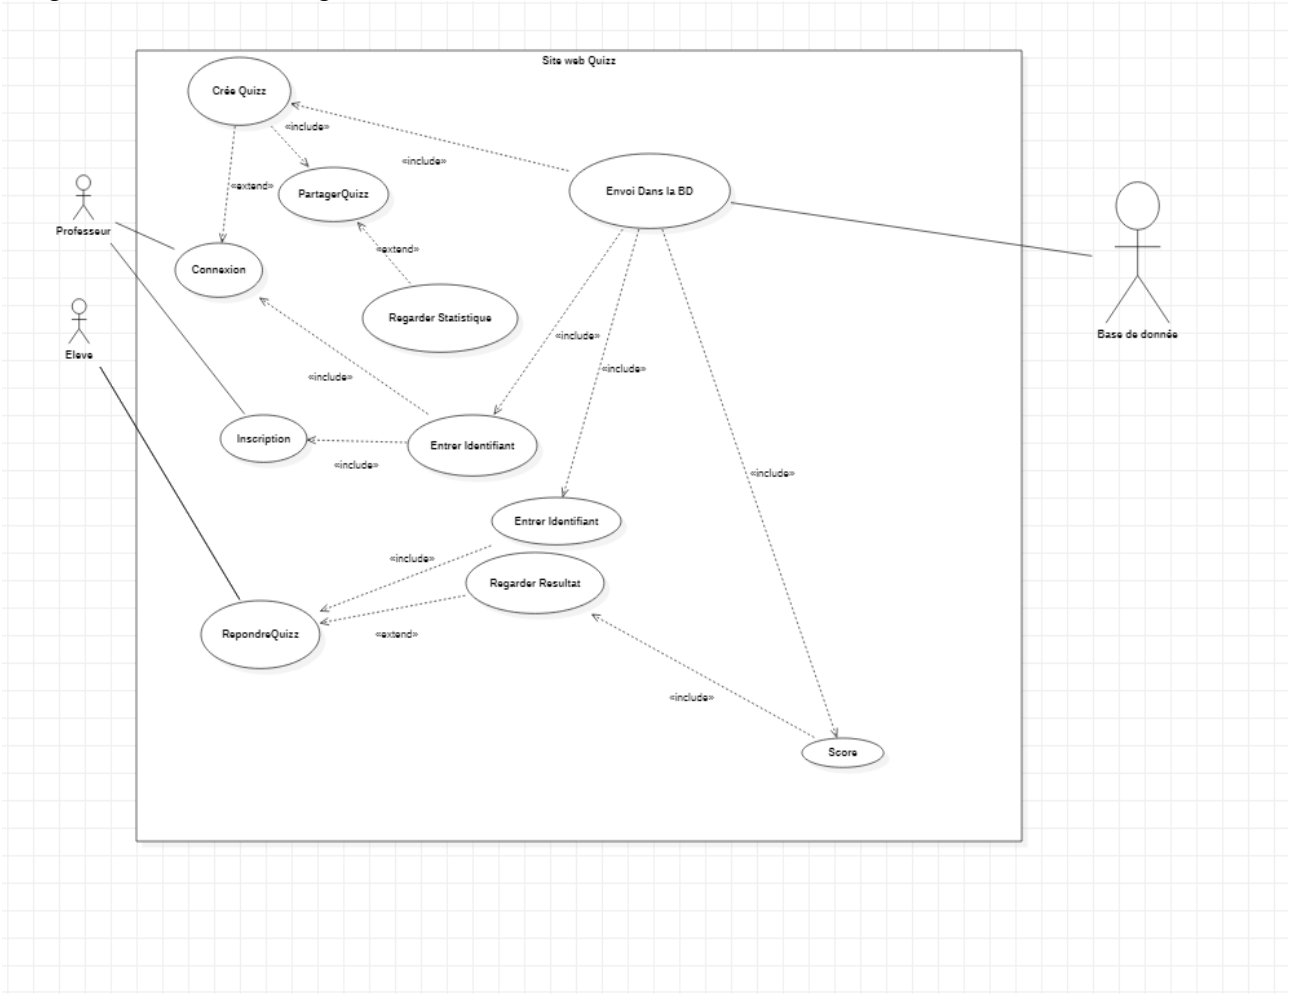 Site web Quizz
Crée Quizz
«include»
«include»
«extend»
PartagerQuizz
Envoi Dans la BD
Professeur
Connexion
«extend»
Regarder Statistique
Base de donnée
Eleve
«include»
«include»
«include»
Inscription
Entrer Identifiant
«include»
«include»
Entrer Identifiant
«include»
Regarder Resultat
RepondreQuizz
«extend»
«include»
Score